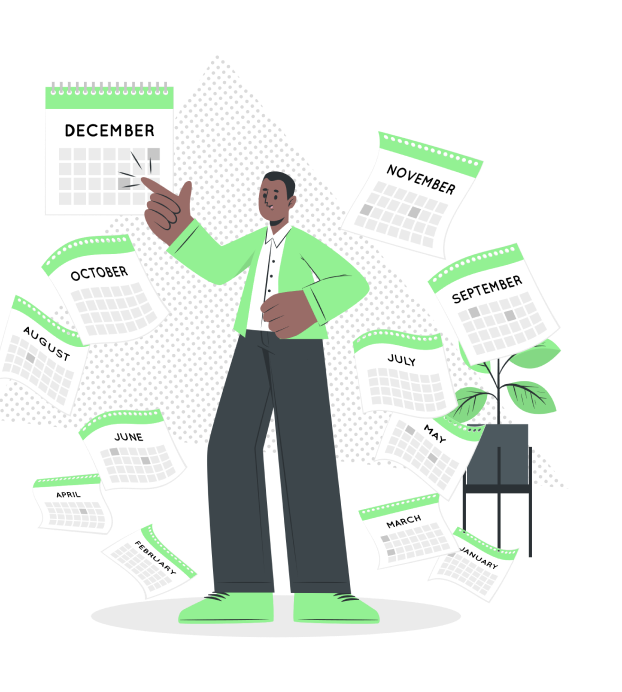 DECEMBER
NOVEMBER
OCTOBER
SEPTEMBER
AUGUST
JULY
JUNE
MAY
APRIL
MARCH
FEBRUARY
JANUARY